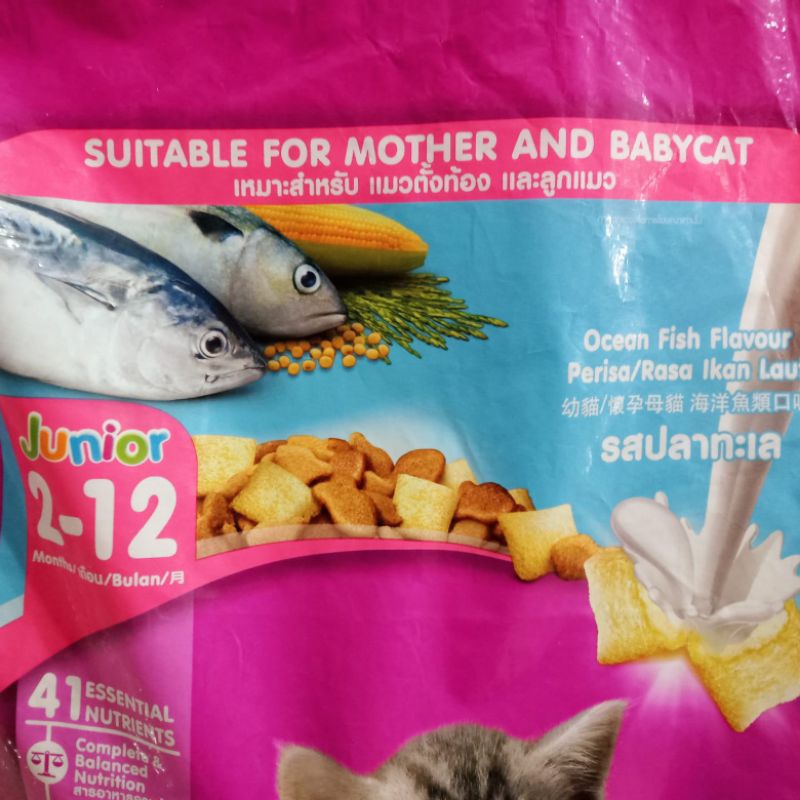 SUITABLE FOR MOTHER AND BABYCAT
เหมาะสำหรับ แมวตั้งท้อง และลูกแมว
Ocean Fish Flavour
Perisa/Rasa Ikan Laut
幼貓/懷孕母貓 海洋魚類口味
รสปลาทะเล
Junior
2-12
Months/เดือน/Bulan/月
41 ESSENTIAL
NUTRIENTS
Complete &
Balanced
Nutrition